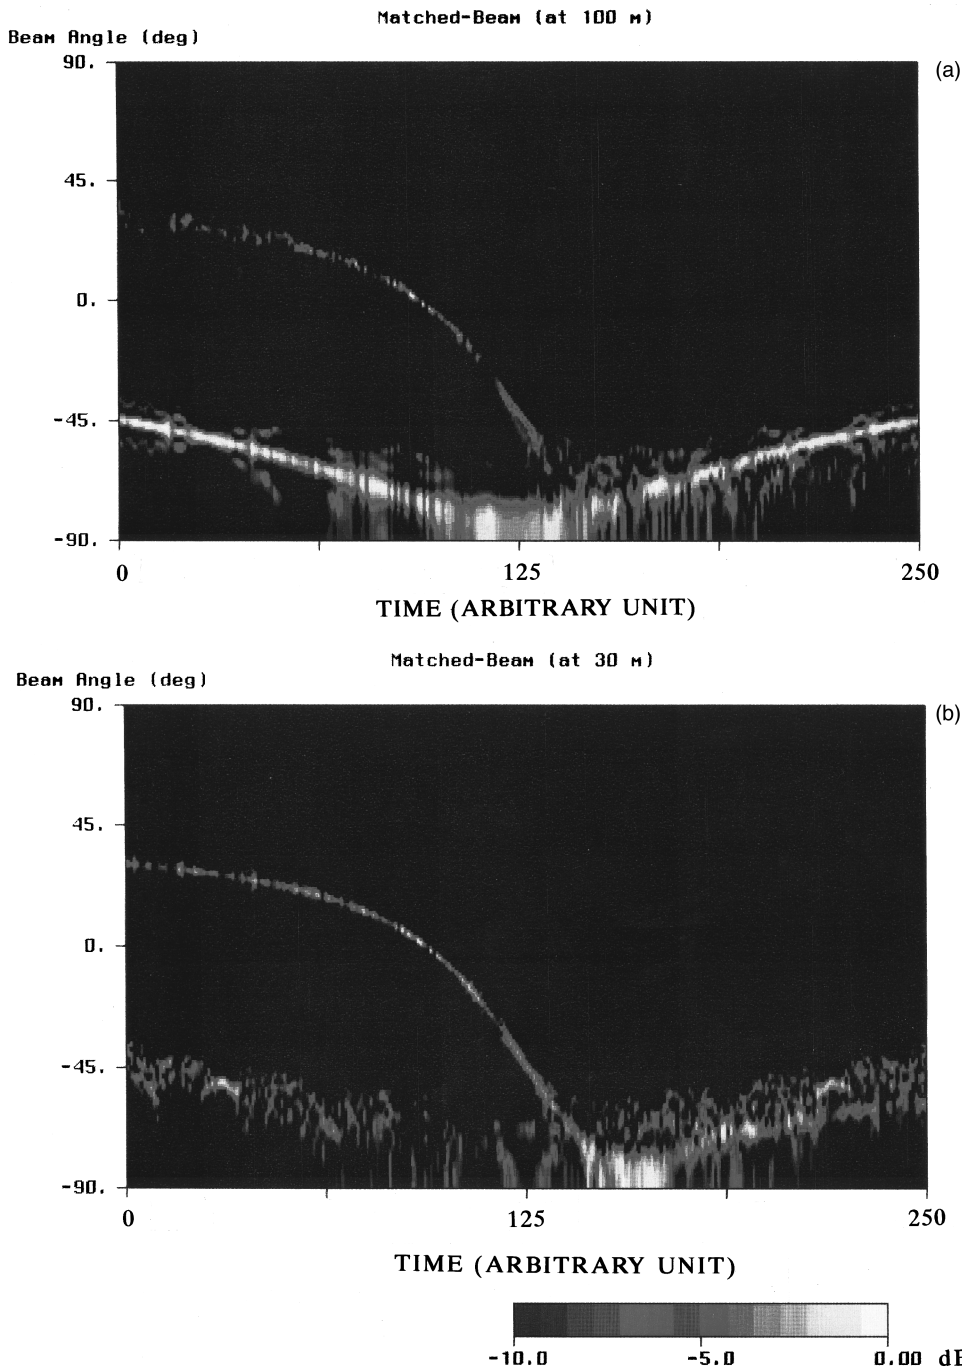 Matched-Beam (at 100 m)
Beam Angle (deg)
(a)
90.
45.
0.
-45.
-90.
0 125 250
TIME (ARBITRARY UNIT)
Matched-Beam (at 30 m)
Beam Angle (deg)
(b)
90.
45.
0.
-45.
-90.
0 125 250
TIME (ARBITRARY UNIT)
-10.0 -5.0 0.00 dB